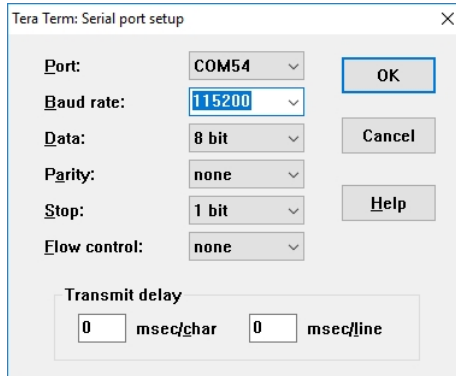 Tera Term: Serial port setup
Port: COM54 OK
Baud rate: 115200
Data: 8 bit Cancel
Parity: none
Stop: 1 bit Help
Flow control: none
Transmit delay
0 msec/char 0 msec/line